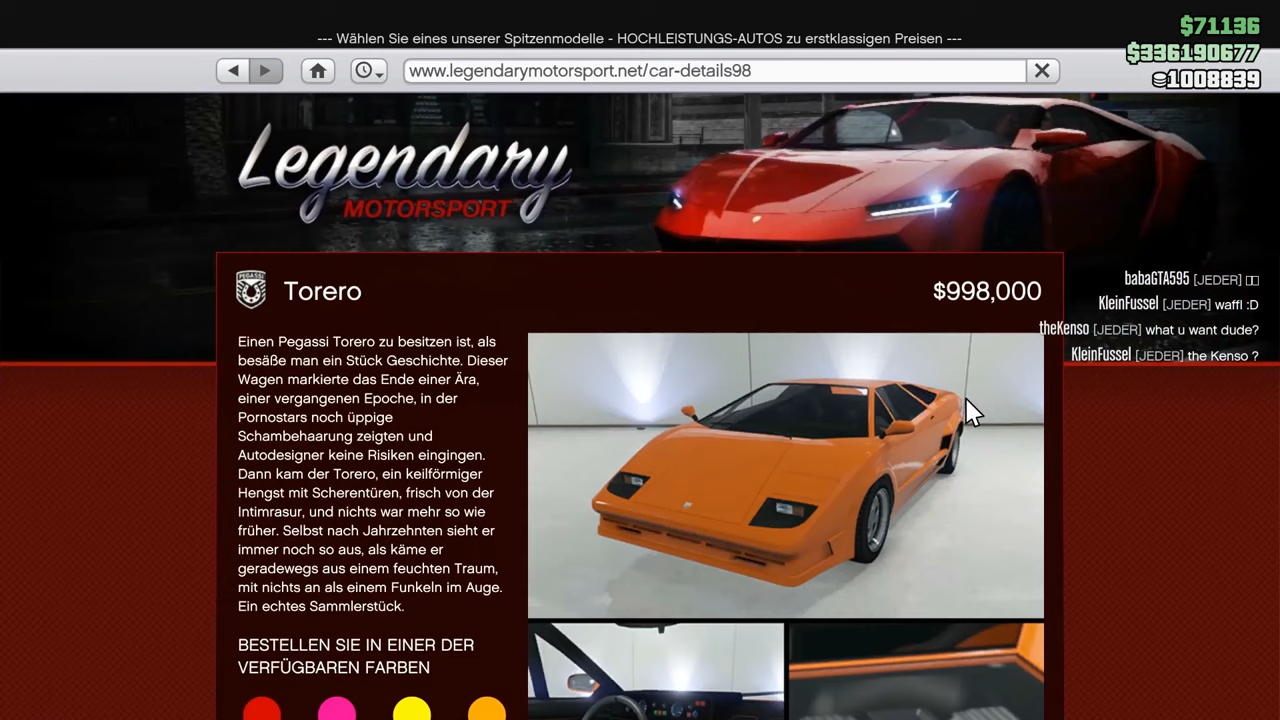 --- Wählen Sie eines unserer Spitzenmodelle - HOCHLEISTUNGS-AUTOS zu erstklassigen Preisen ---
$71136
$336190677
1008839
www.legendarymotorsport.net/car-details98
Legendary
MOTORSPORT
PEGASSI
Torero
$998,000
babaGTA595 [JEDER]
KleinFussel [JEDER] waffl :D
theKenso [JEDER] what u want dude?
KleinFussel [JEDER] the Kenso ?
Einen Pegassi Torero zu besitzen ist, als
besäße man ein Stück Geschichte. Dieser
Wagen markierte das Ende einer Ära,
einer vergangenen Epoche, in der
Pornostars noch üppige
Schambehaarung zeigten und
Autodesigner keine Risiken eingingen.
Dann kam der Torero, ein keilförmiger
Hengst mit Scherentüren, frisch von der
Intimrasur, und nichts war mehr so wie
früher. Selbst nach Jahrzehnten sieht er
immer noch so aus, als käme er
geradewegs aus einem feuchten Traum,
mit nichts an als einem Funkeln im Auge.
Ein echtes Sammlerstück.
BESTELLEN SIE IN EINER DER
VERFÜGBAREN FARBEN